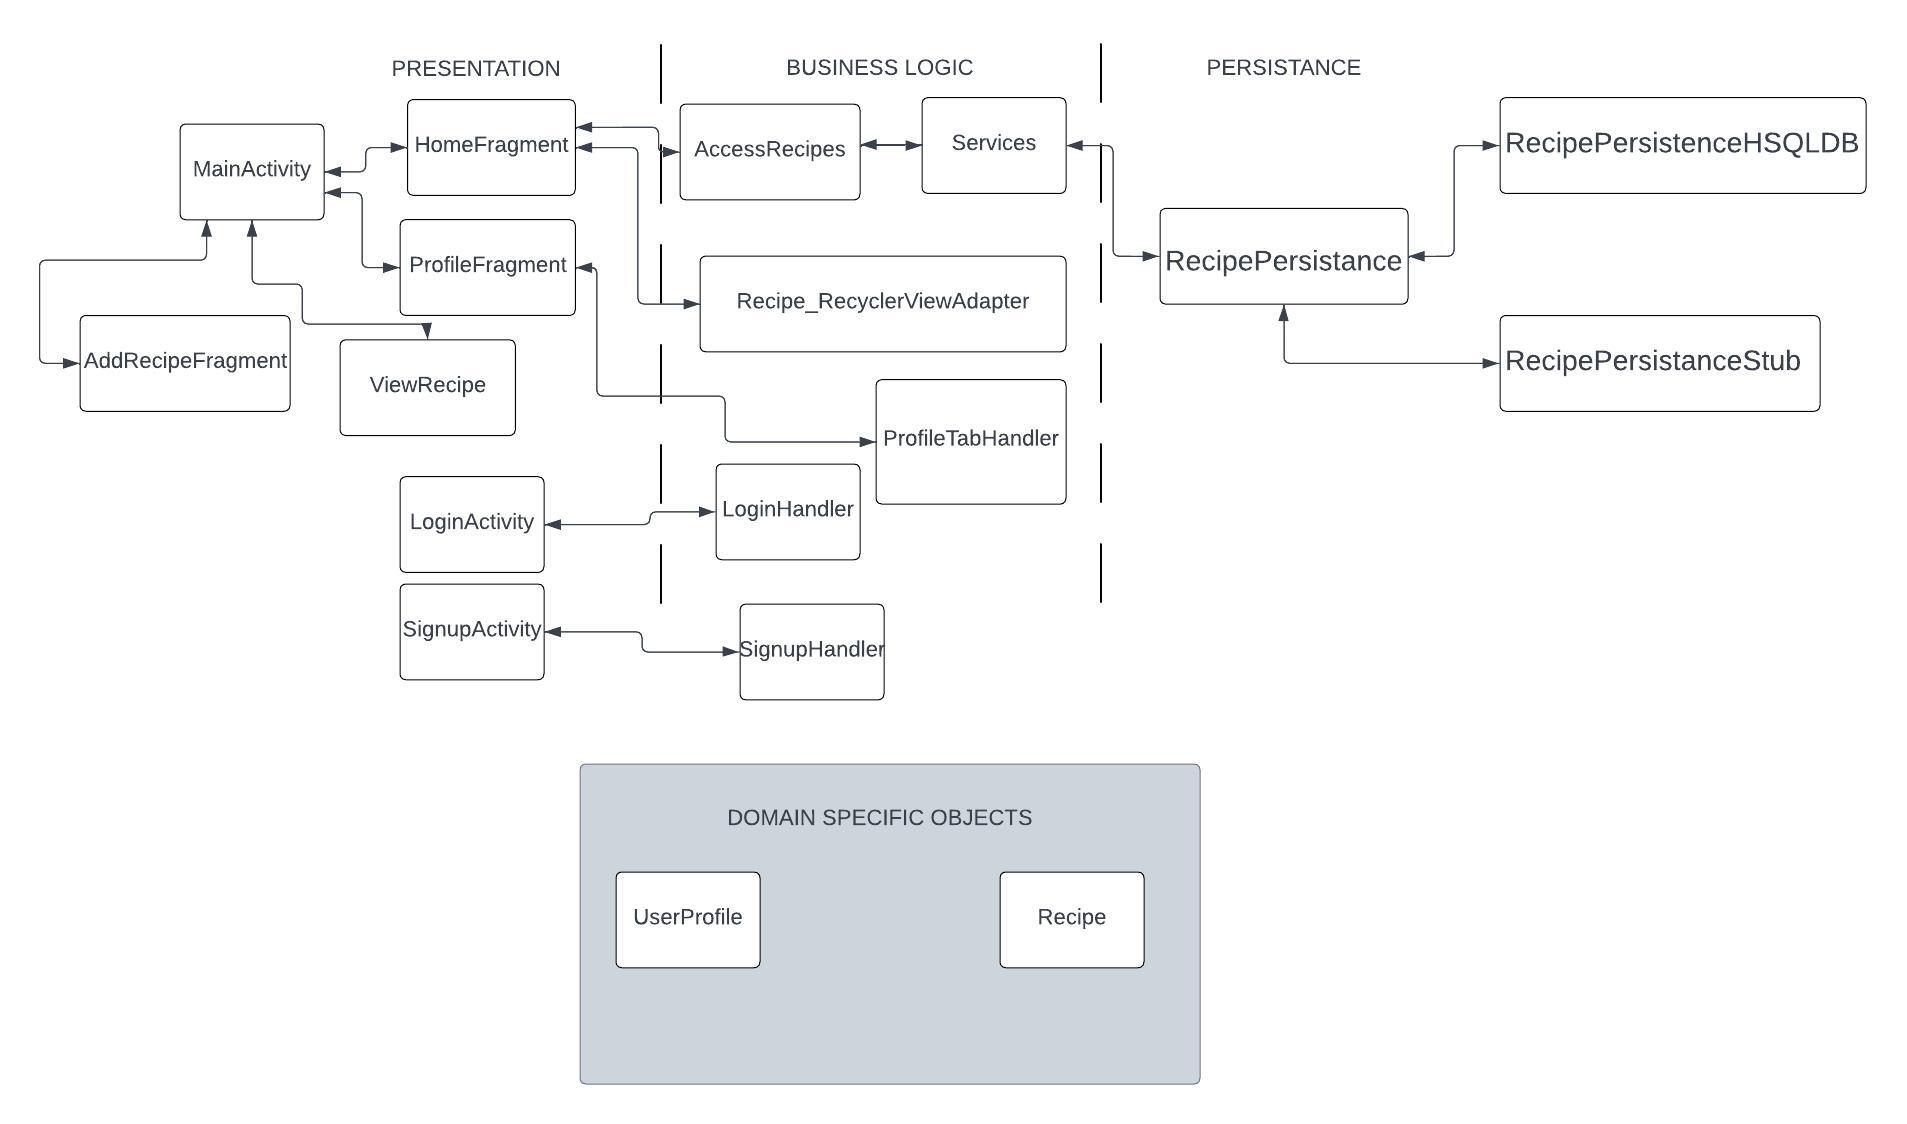 PRESENTATION
BUSINESS LOGIC
PERSISTANCE
MainActivity
HomeFragment
AccessRecipes
Services
RecipePersistenceHSQLDB
ProfileFragment
RecipePersistance
Recipe_RecyclerViewAdapter
AddRecipeFragment
ViewRecipe
RecipePersistanceStub
ProfileTabHandler
LoginActivity
LoginHandler
SignupActivity
SignupHandler
DOMAIN SPECIFIC OBJECTS
UserProfile
Recipe